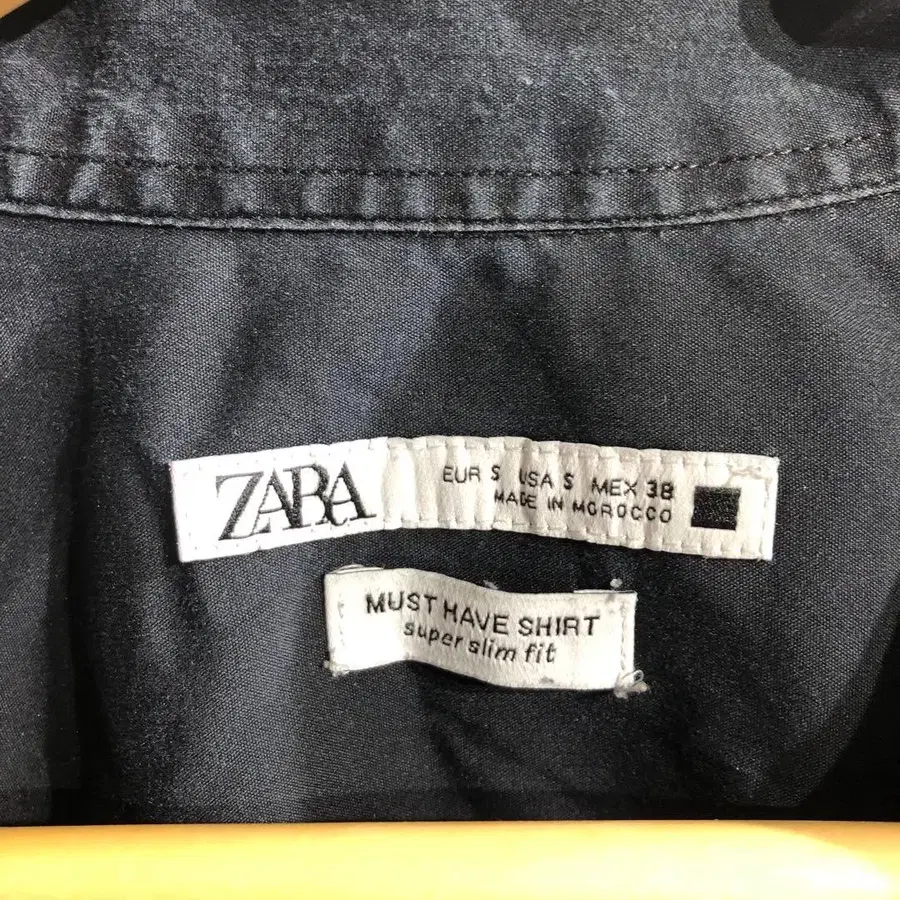 ZARA
EUR S USA S MEX 38
MADE IN MOROCCO
MUST HAVE SHIRT
super slim fit